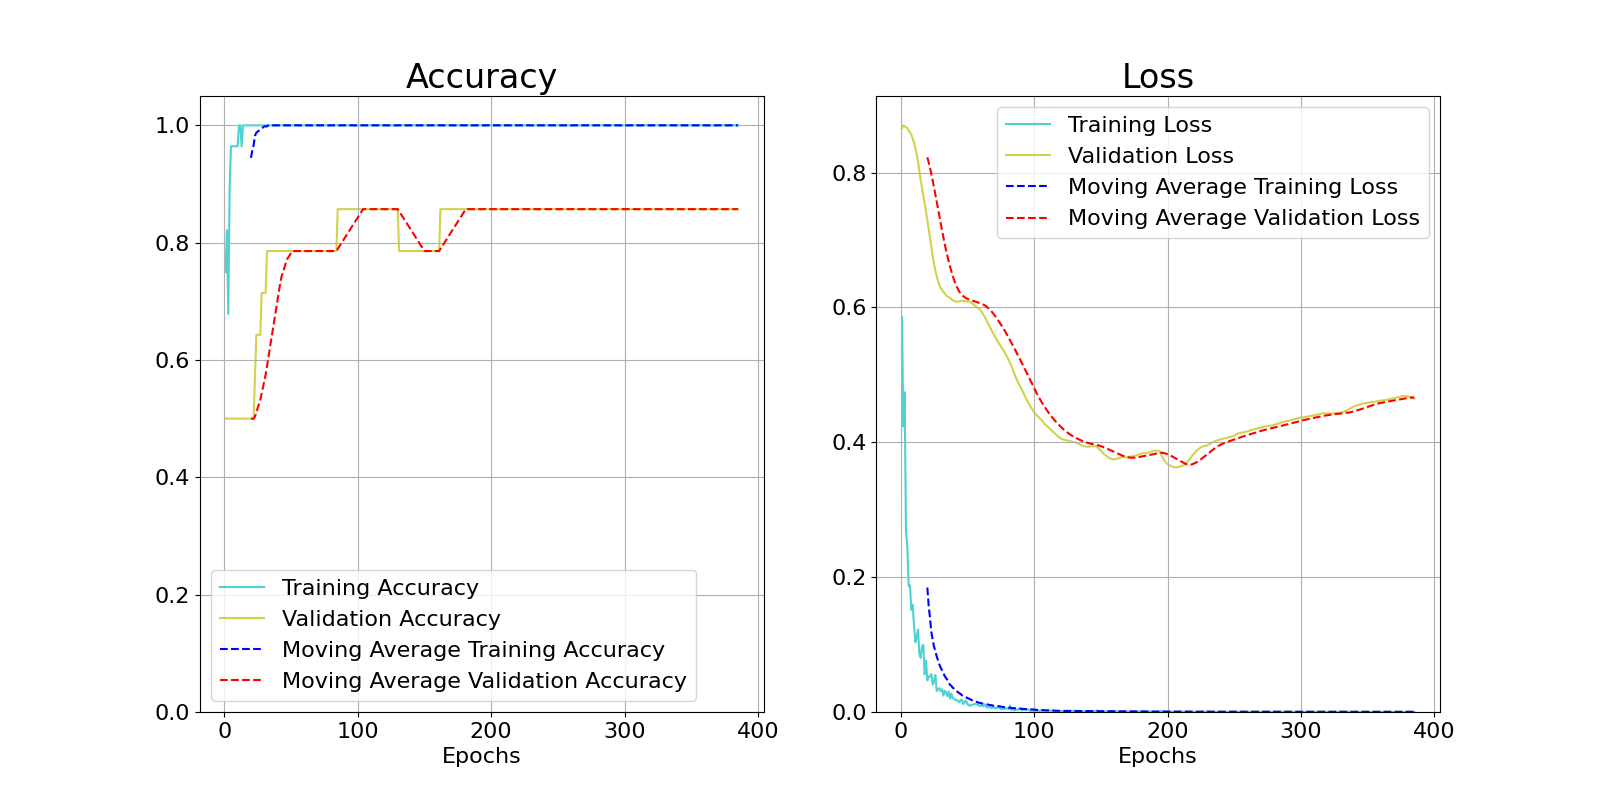 Accuracy
1.0
0.8
0.6
0.4
0.2
0.0
0 100 200 300 400
Epochs
Training Accuracy
Validation Accuracy
Moving Average Training Accuracy
Moving Average Validation Accuracy
Loss
0.8
0.6
0.4
0.2
0.0
0 100 200 300 400
Epochs
Training Loss
Validation Loss
Moving Average Training Loss
Moving Average Validation Loss